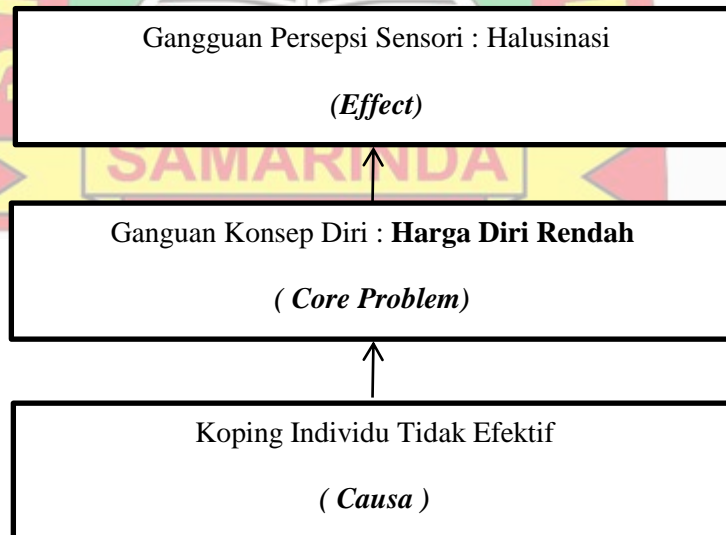 Gangguan Persepsi Sensori : Halusinasi
(Effect)
SAMARINDA
Ganguan Konsep Diri : Harga Diri Rendah
( Core Problem)
Koping Individu Tidak Efektif
( Causa )